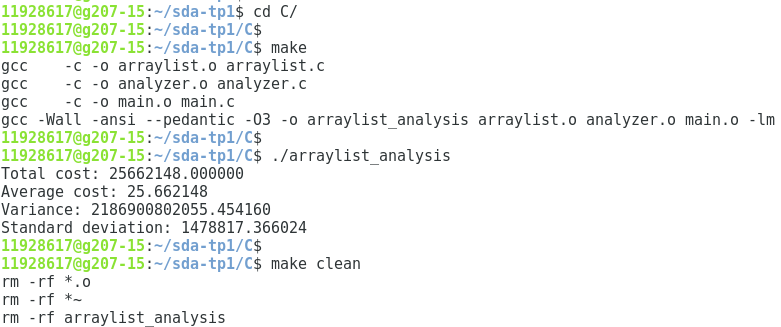 11928617@g207-15:~/sda-tp1$ cd C/
11928617@g207-15:~/sda-tp1/C$
11928617@g207-15:~/sda-tp1/C$ make
gcc    -c -o arraylist.o arraylist.c
gcc    -c -o analyzer.o analyzer.c
gcc    -c -o main.o main.c
gcc -Wall -ansi --pedantic -O3 -o arraylist_analysis arraylist.o analyzer.o main.o -lm
11928617@g207-15:~/sda-tp1/C$
11928617@g207-15:~/sda-tp1/C$ ./arraylist_analysis
Total cost: 25662148.000000
Average cost: 25.662148
Variance: 2186900802055.454160
Standard deviation: 1478817.366024
11928617@g207-15:~/sda-tp1/C$
11928617@g207-15:~/sda-tp1/C$ make clean
rm -rf *.o
rm -rf *~
rm -rf arraylist_analysis